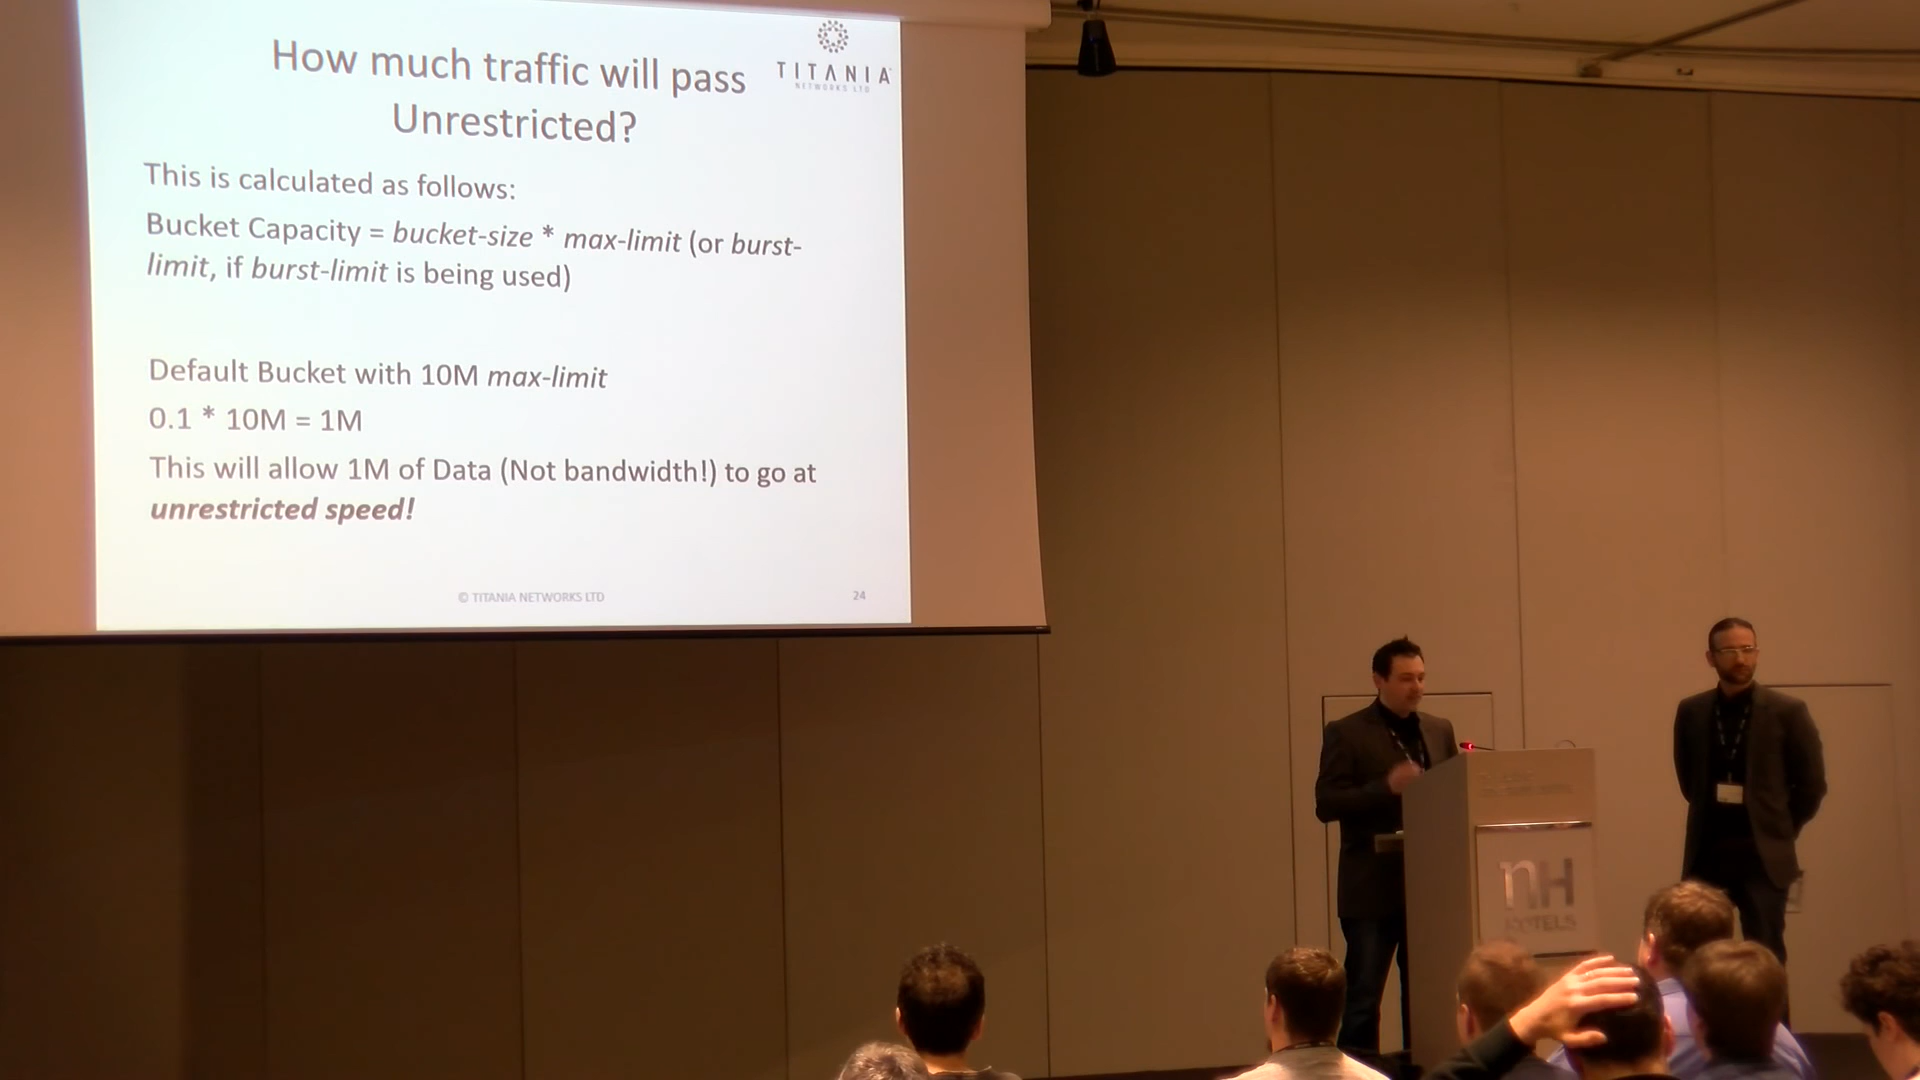 How much traffic will pass
Unrestricted?
TITANIA
NETWORKS LTD
This is calculated as follows:
Bucket Capacity = bucket-size * max-limit (or burst-
limit, if burst-limit is being used)
Default Bucket with 10M max-limit
0.1 * 10M = 1M
This will allow 1M of Data (Not bandwidth!) to go at
unrestricted speed!
© TITANIA NETWORKS LTD
24
nH
HOTELS